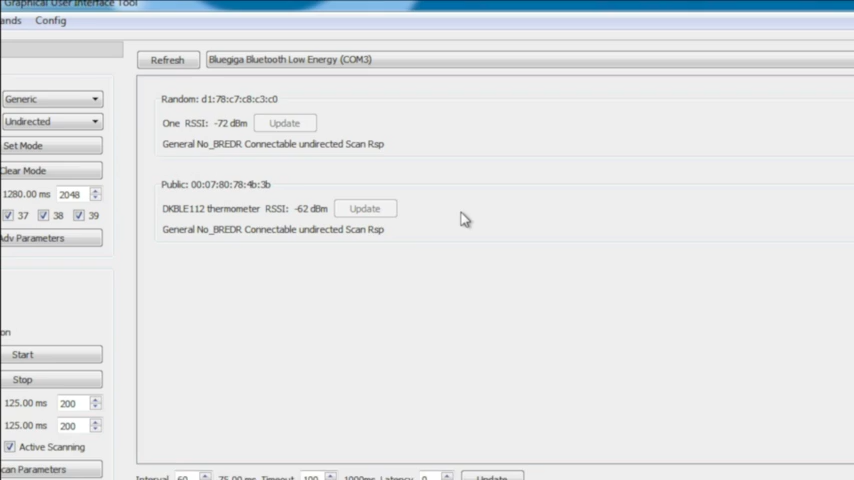 Graphical User Interface Tool
ands Config
Refresh Bluegiga Bluetooth Low Energy (COM3)
Generic
Undirected
Set Mode
Clear Mode
1280.00 ms 2048
37 38 39
Adv Parameters
on
Start
Stop
125.00 ms 200
125.00 ms 200
Active Scanning
can Parameters
Random: d1:78:c7:c8:c3:c0
One RSSI: -72 dBm Update
General No_BREDR Connectable undirected Scan Rsp
Public: 00:07:80:78:4b:3b
DKBLE112 thermometer RSSI: -62 dBm Update
General No_BREDR Connectable undirected Scan Rsp
Interval 60 75.00 ms Timeout 100 1000ms Latency 0 Update